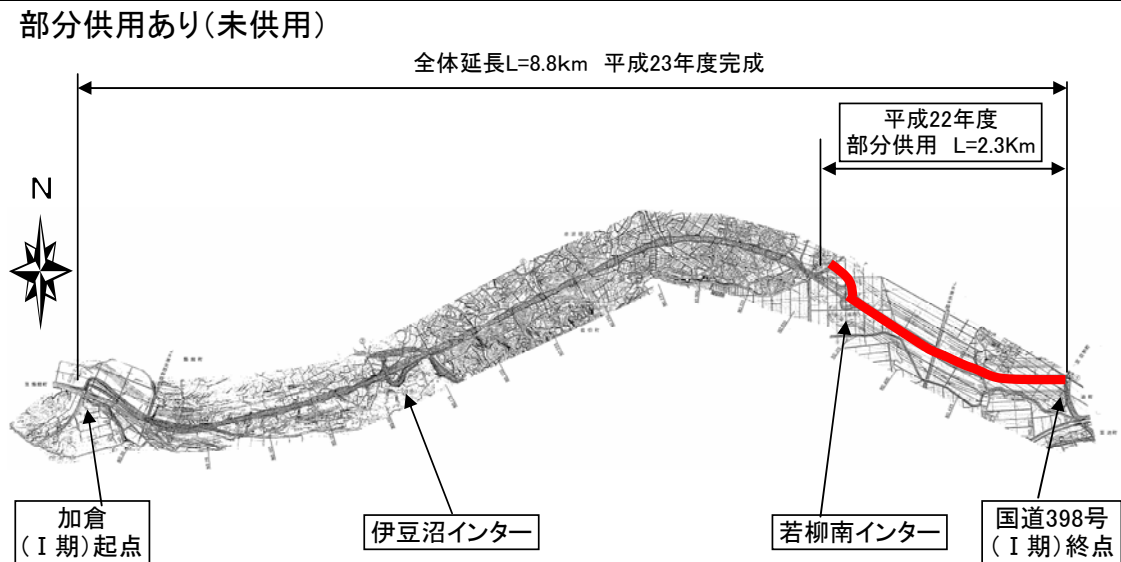 部分供用あり(未供用)
全体延長L=8.8km 平成23年度完成
平成22年度
部分供用 L=2.3Km
N
加倉
(Ⅰ期)起点
伊豆沼インター
若柳南インター
国道398号
(Ⅰ期)終点